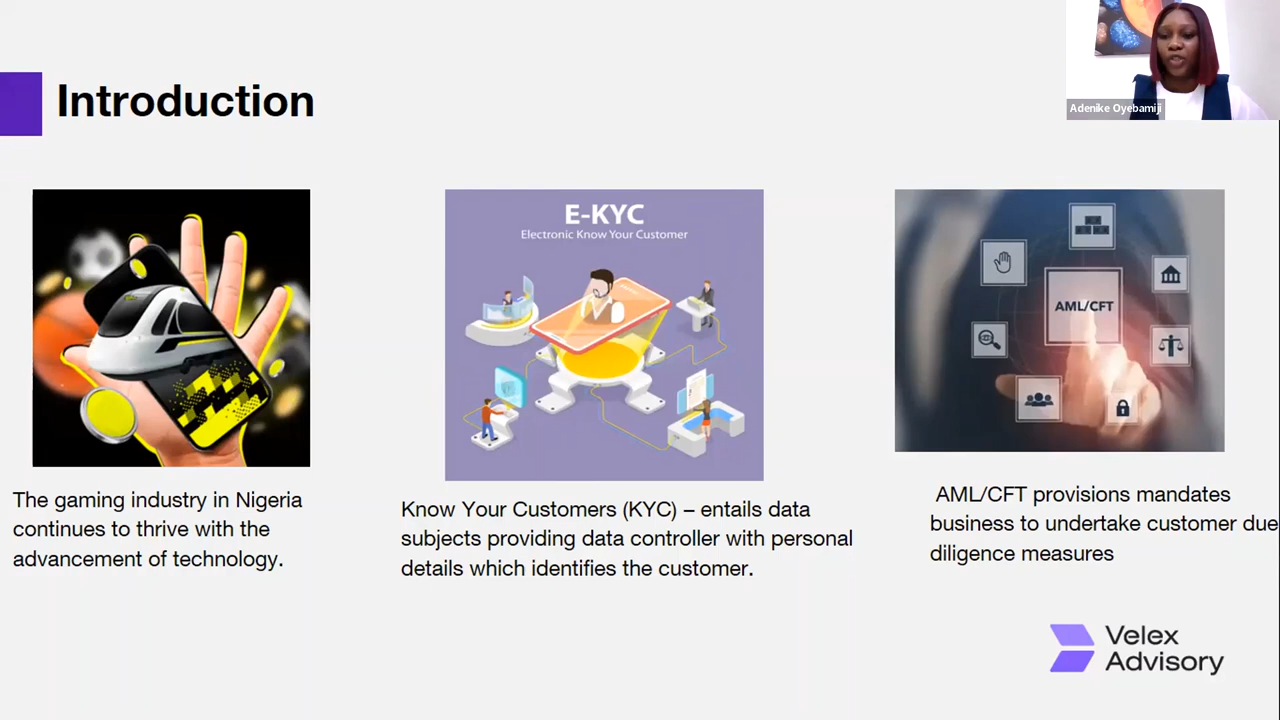 Introduction
Adenike Oyebamiji
E-KYC
Electronic Know Your Customer
AML/CFT
The gaming industry in Nigeria
continues to thrive with the
advancement of technology.
Know Your Customers (KYC) – entails data
subjects providing data controller with personal
details which identifies the customer.
AML/CFT provisions mandates
business to undertake customer due
diligence measures
Velex
Advisory